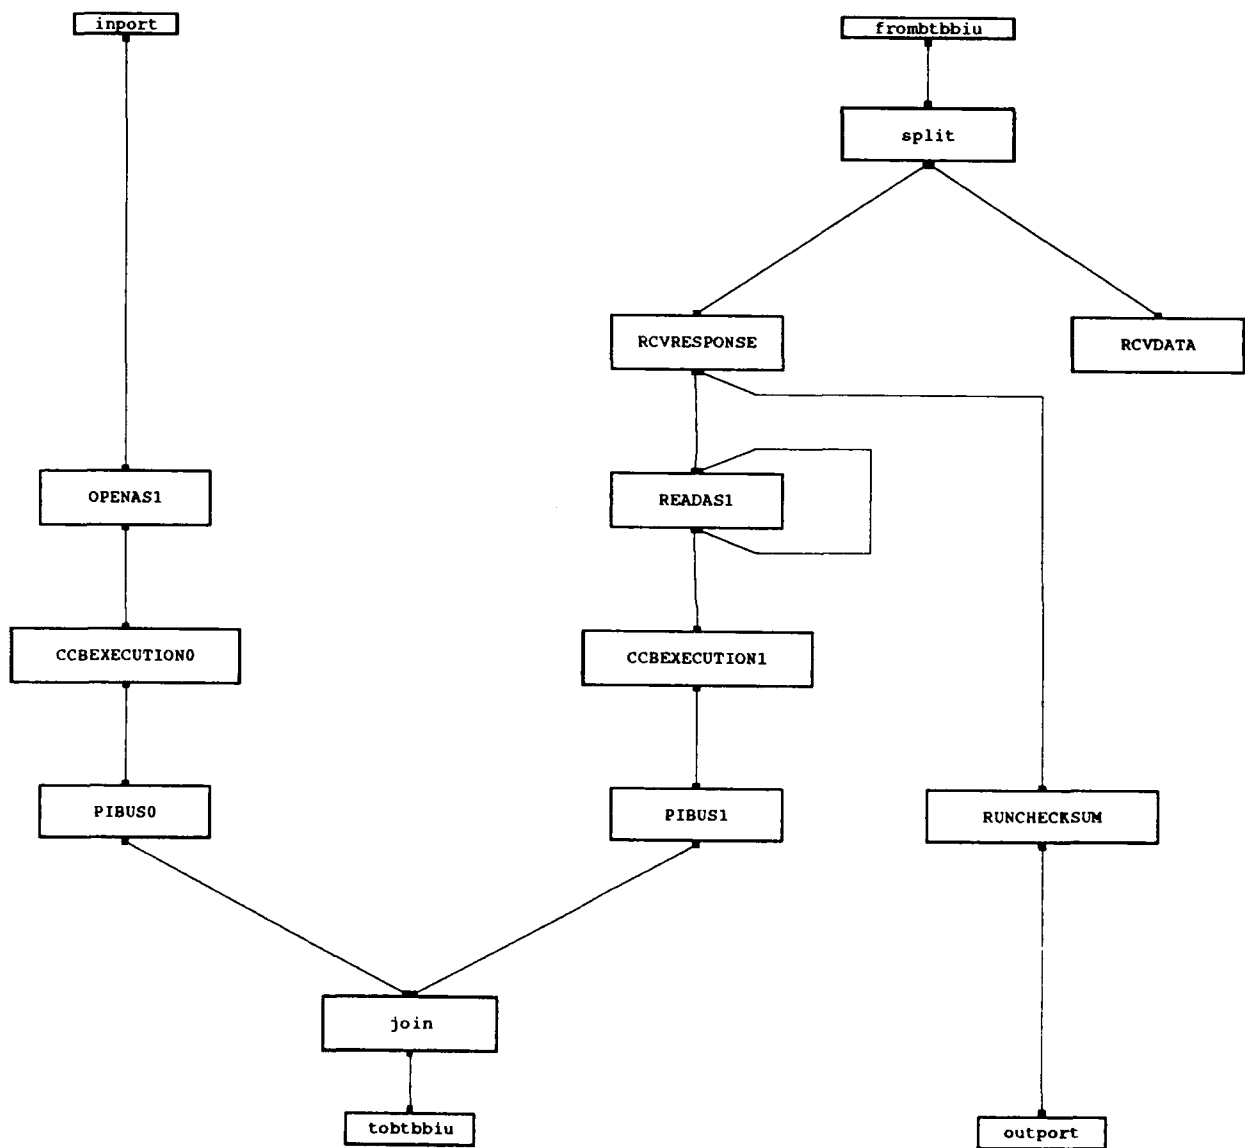 inport
frombtbbiu
split
RCVRESPONSE
RCVDATA
OPENAS1
READAS1
CCBEXECUTION0
CCBEXECUTION1
PIBUS0
PIBUS1
RUNCHECKSUM
join
tobtbbiu
outport